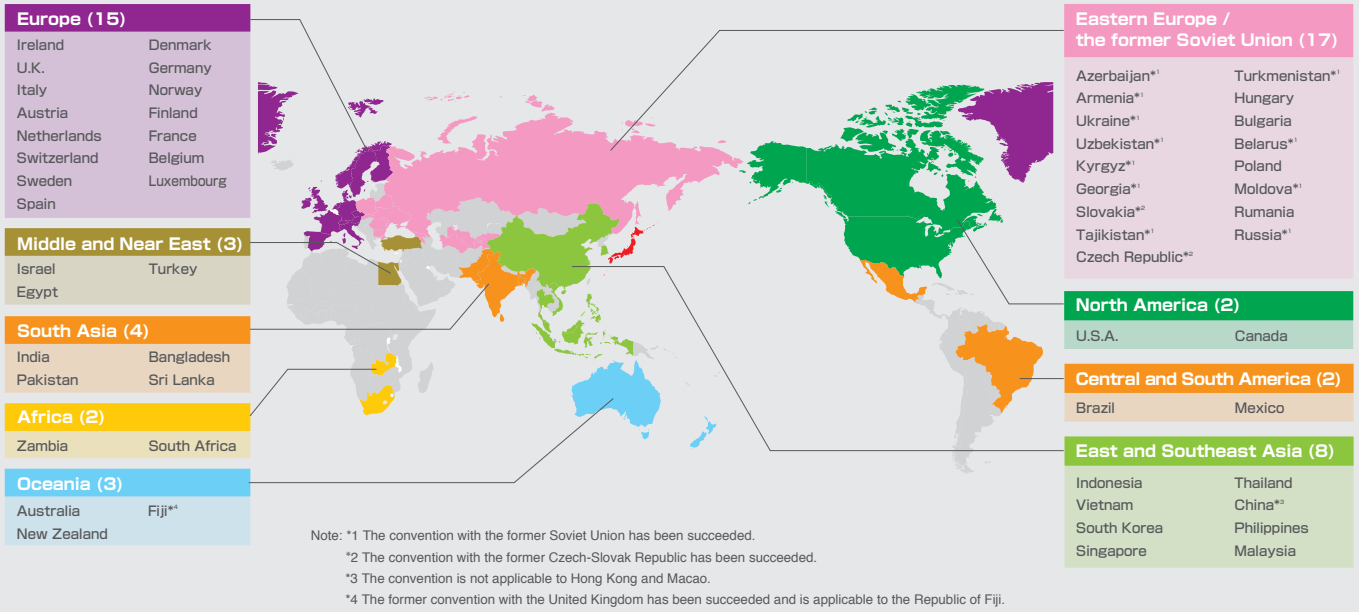 Europe (15)
Ireland Denmark
U.K. Germany
Italy Norway
Austria Finland
Netherlands France
Switzerland Belgium
Sweden Luxembourg
Spain
Middle and Near East (3)
Israel Turkey
Egypt
South Asia (4)
India Bangladesh
Pakistan Sri Lanka
Africa (2)
Zambia South Africa
Oceania (3)
Australia Fiji*4
New Zealand
Eastern Europe /
the former Soviet Union (17)
Azerbaijan*1 Turkmenistan*1
Armenia*1 Hungary
Ukraine*1 Bulgaria
Uzbekistan*1 Belarus*1
Kyrgyz*1 Poland
Georgia*1 Moldova*1
Slovakia*2 Rumania
Tajikistan*1 Russia*1
Czech Republic*2
North America (2)
U.S.A. Canada
Central and South America (2)
Brazil Mexico
East and Southeast Asia (8)
Indonesia Thailand
Vietnam China*3
South Korea Philippines
Singapore Malaysia
Note: *1 The convention with the former Soviet Union has been succeeded.
*2 The convention with the former Czech-Slovak Republic has been succeeded.
*3 The convention is not applicable to Hong Kong and Macao.
*4 The former convention with the United Kingdom has been succeeded and is applicable to the Republic of Fiji.